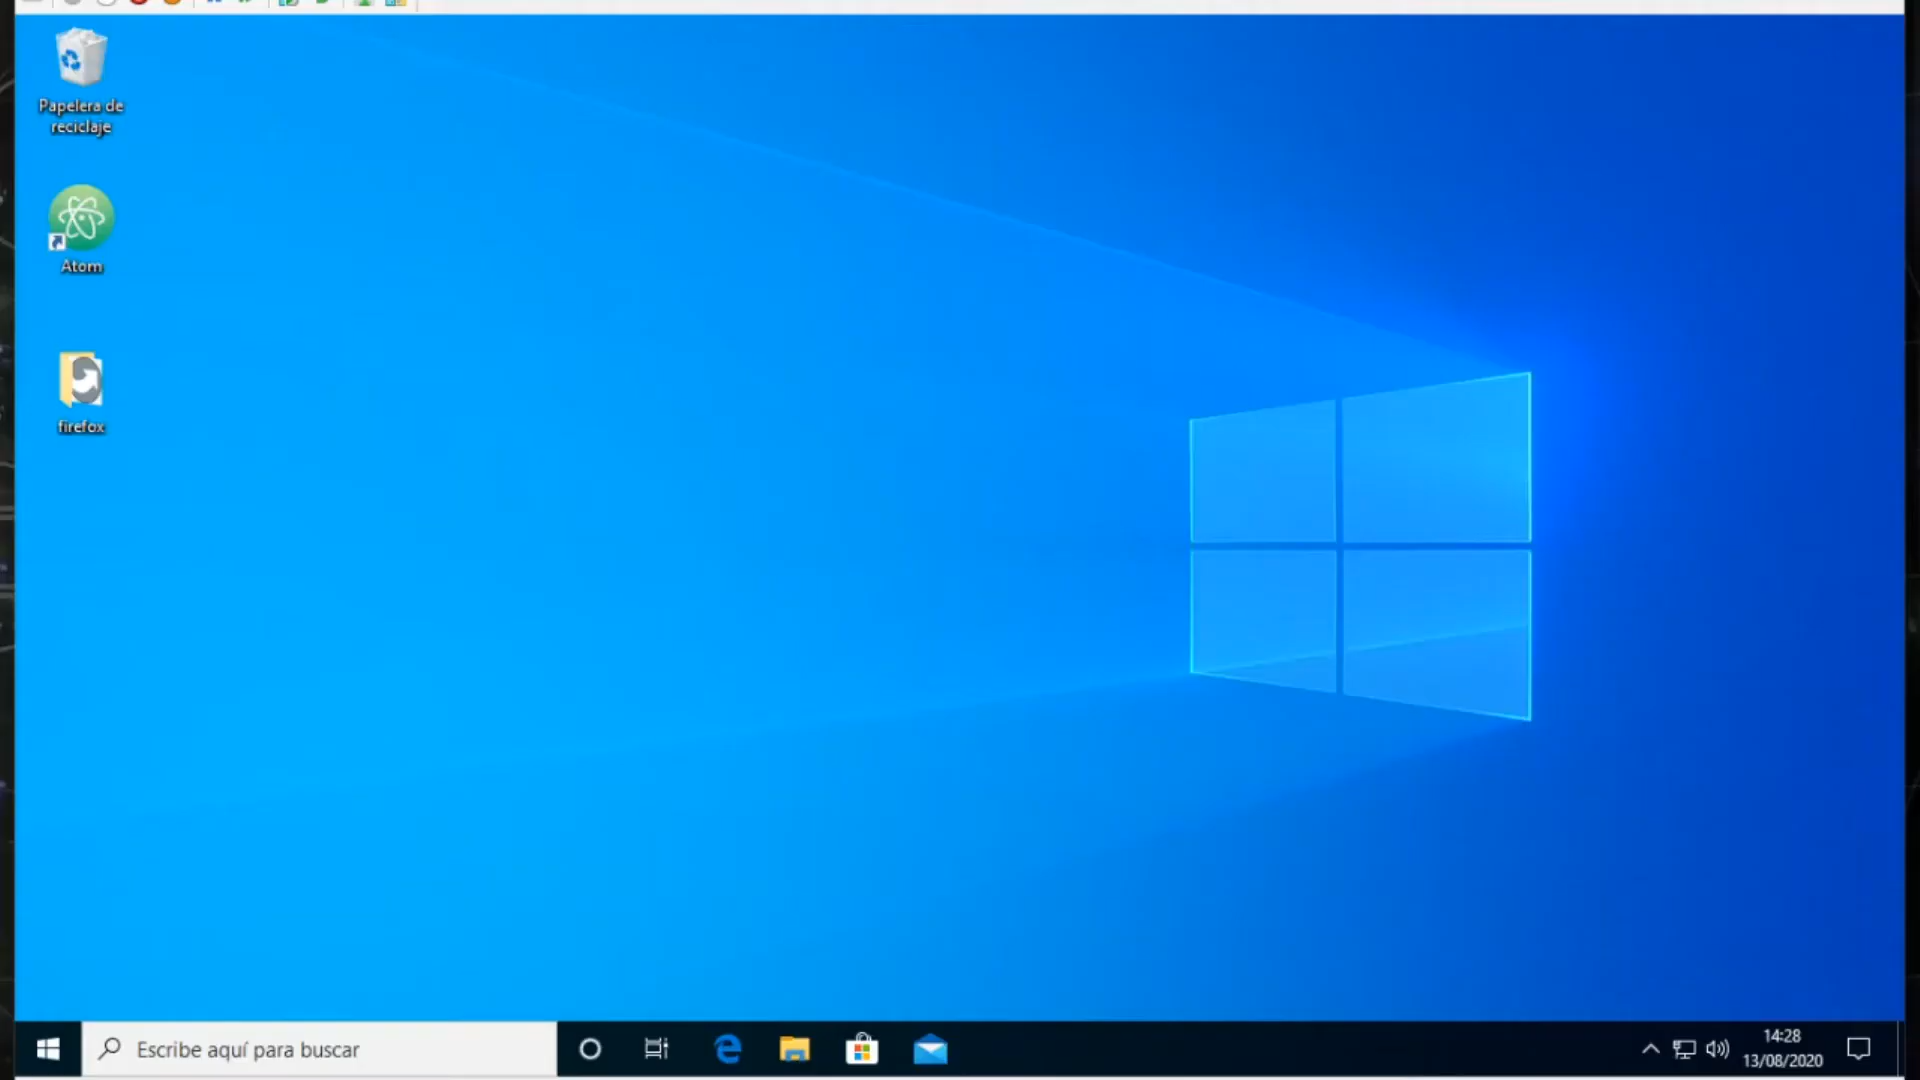 Papelera de
reciclaje
Atom
firefox
Escribe aquí para buscar
14:28
13/08/2020